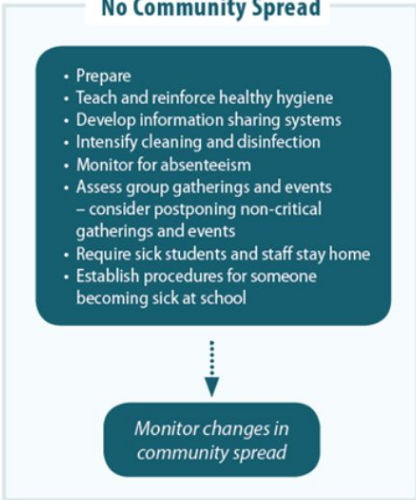 No Community Spread
• Prepare
• Teach and reinforce healthy hygiene
• Develop information sharing systems
• Intensify cleaning and disinfection
• Monitor for absenteeism
• Assess group gatherings and events
– consider postponing non-critical
gatherings and events
• Require sick students and staff stay home
• Establish procedures for someone
becoming sick at school
Monitor changes in
community spread